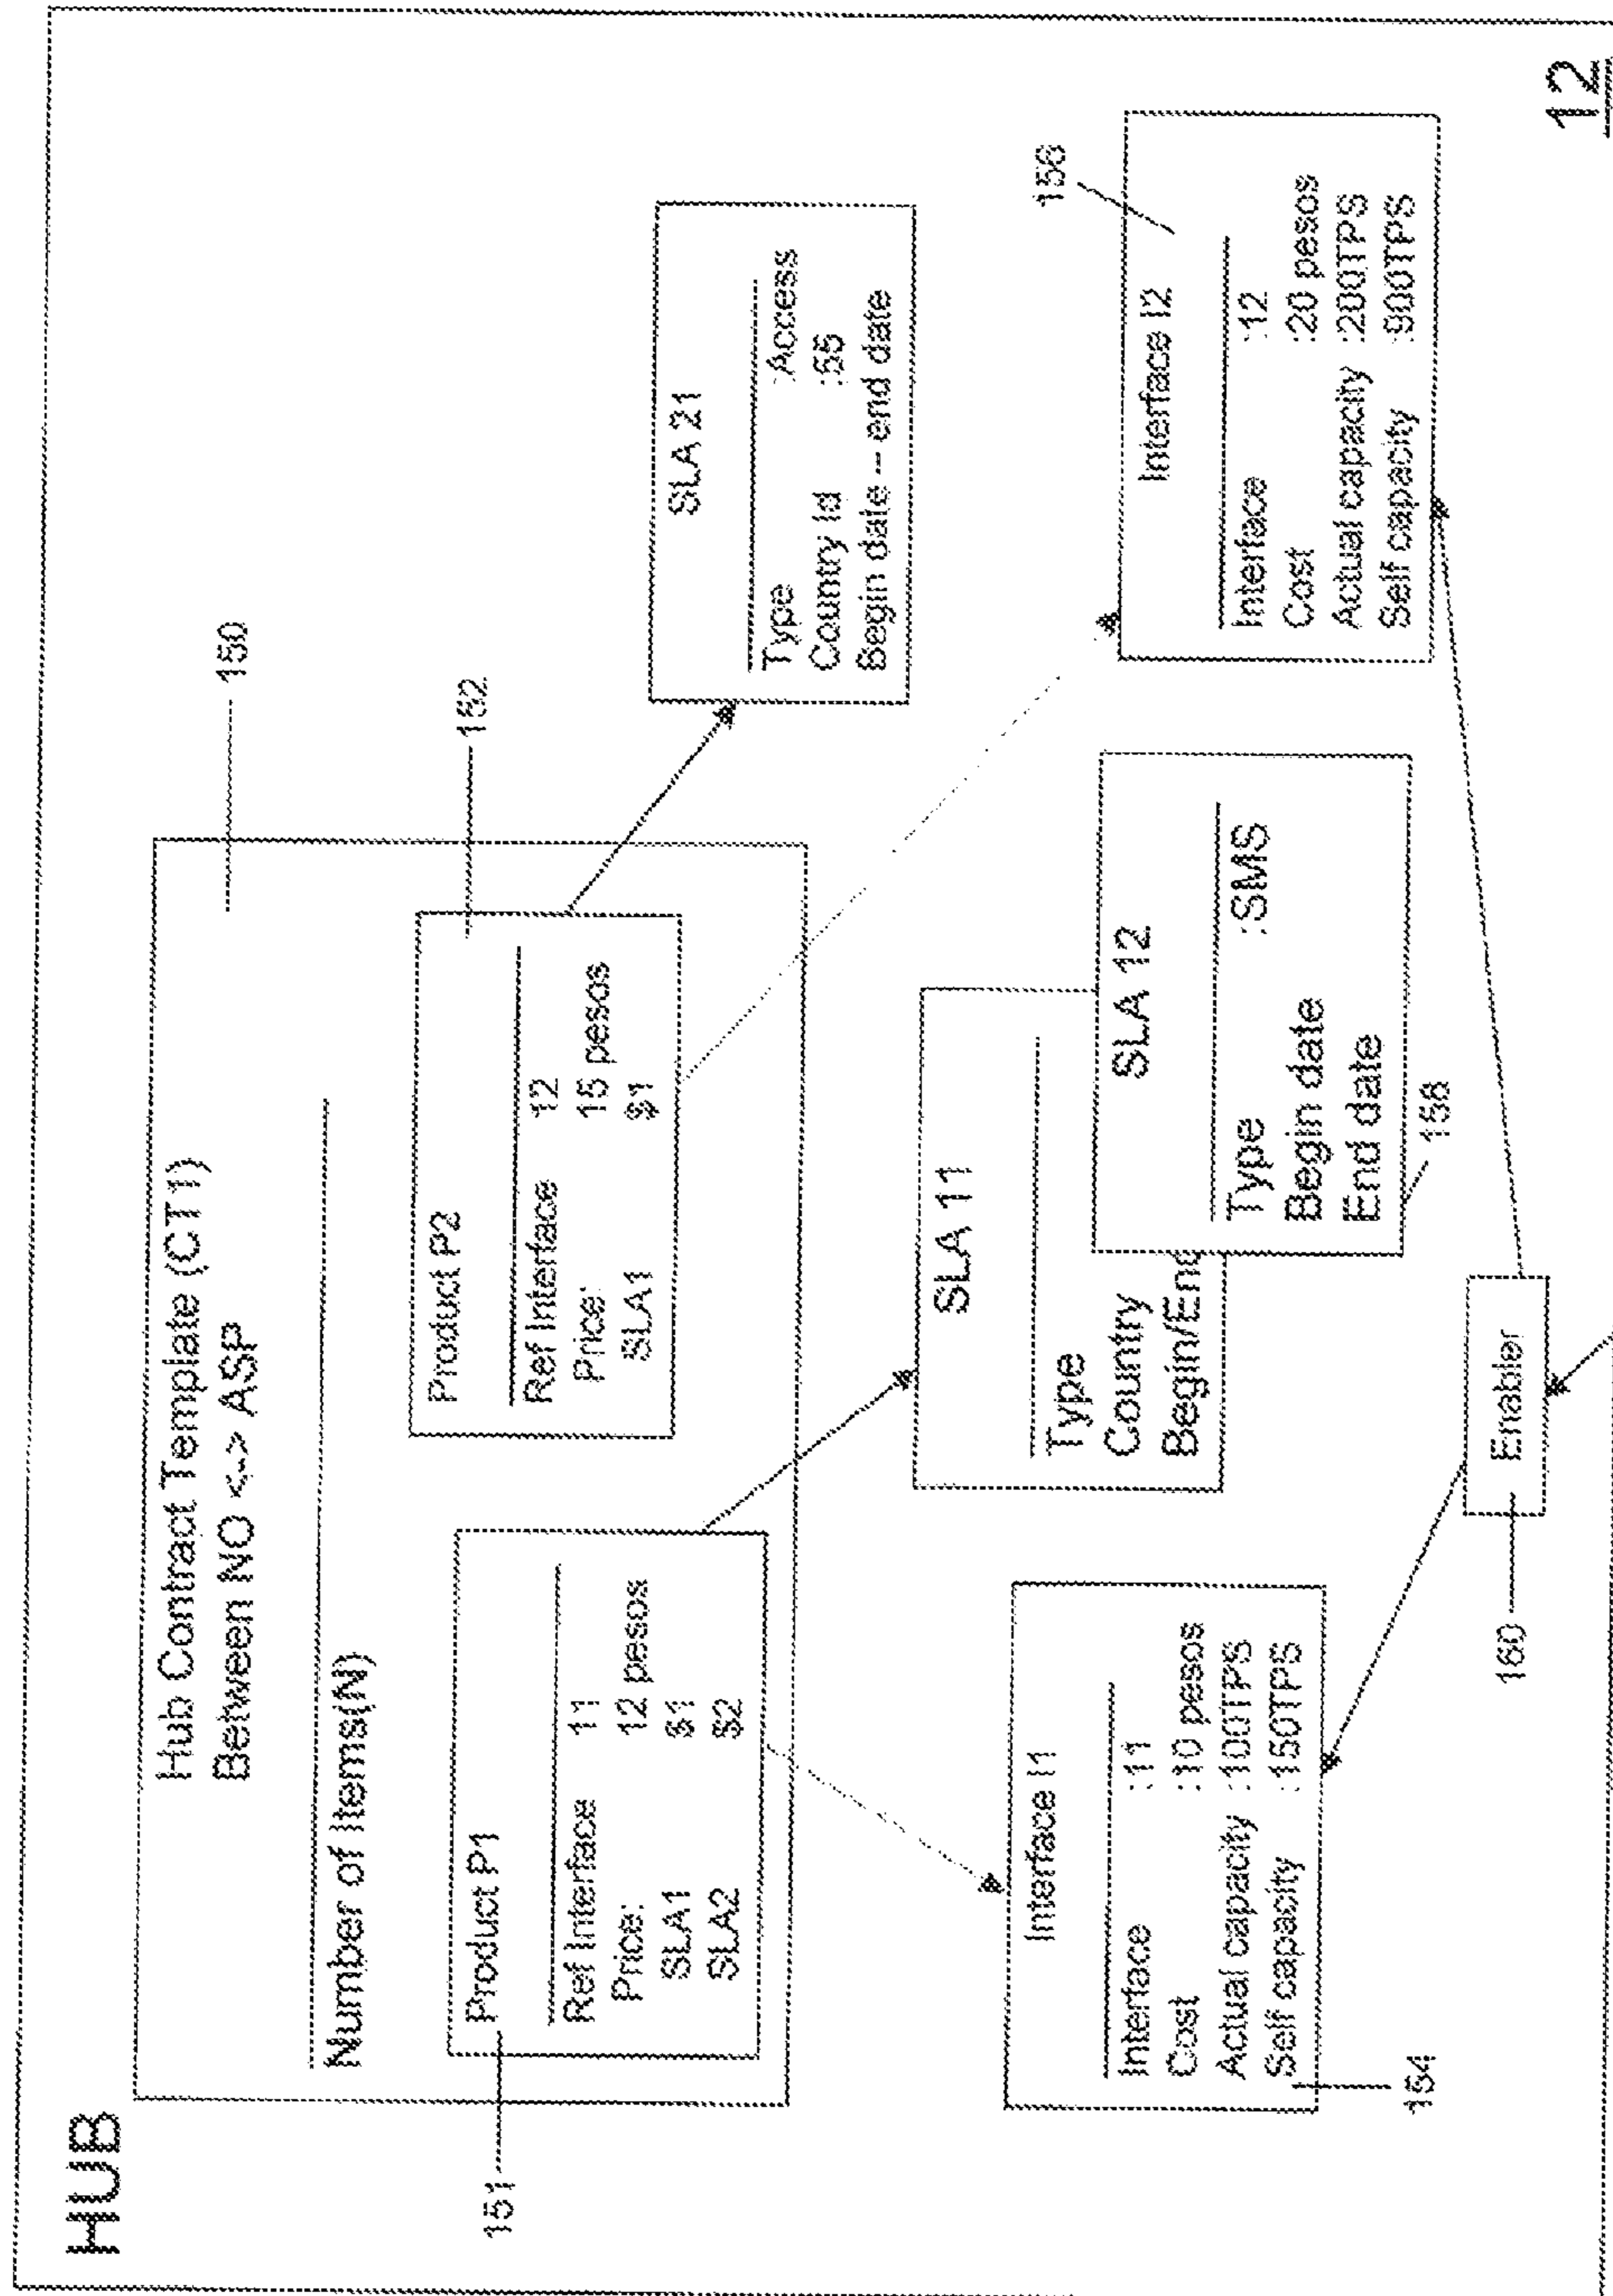 HUB
Hub Contract Template (CT1)
Between NO <-> ASP
150
Number of Items(N)
151
Product P1
Ref Interface 11
Price: 12 pesos
SLA1 $1
SLA2 $2
152
Product P2
Ref Interface 12
Price: 15 pesos
SLA1 $1
SLA 21
Type :Access
Country Id :55
Begin date -- end date
SLA 11
Type
Country
Begin/End
SLA 12
Type :SMS
Begin date
End date
158
Interface I1
Interface :11
Cost :10 pesos
Actual capacity :100TPS
Self capacity :150TPS
154
Interface I2
Interface :12
Cost :20 pesos
Actual capacity :200TPS
Self capacity :900TPS
156
Enabler
160
12